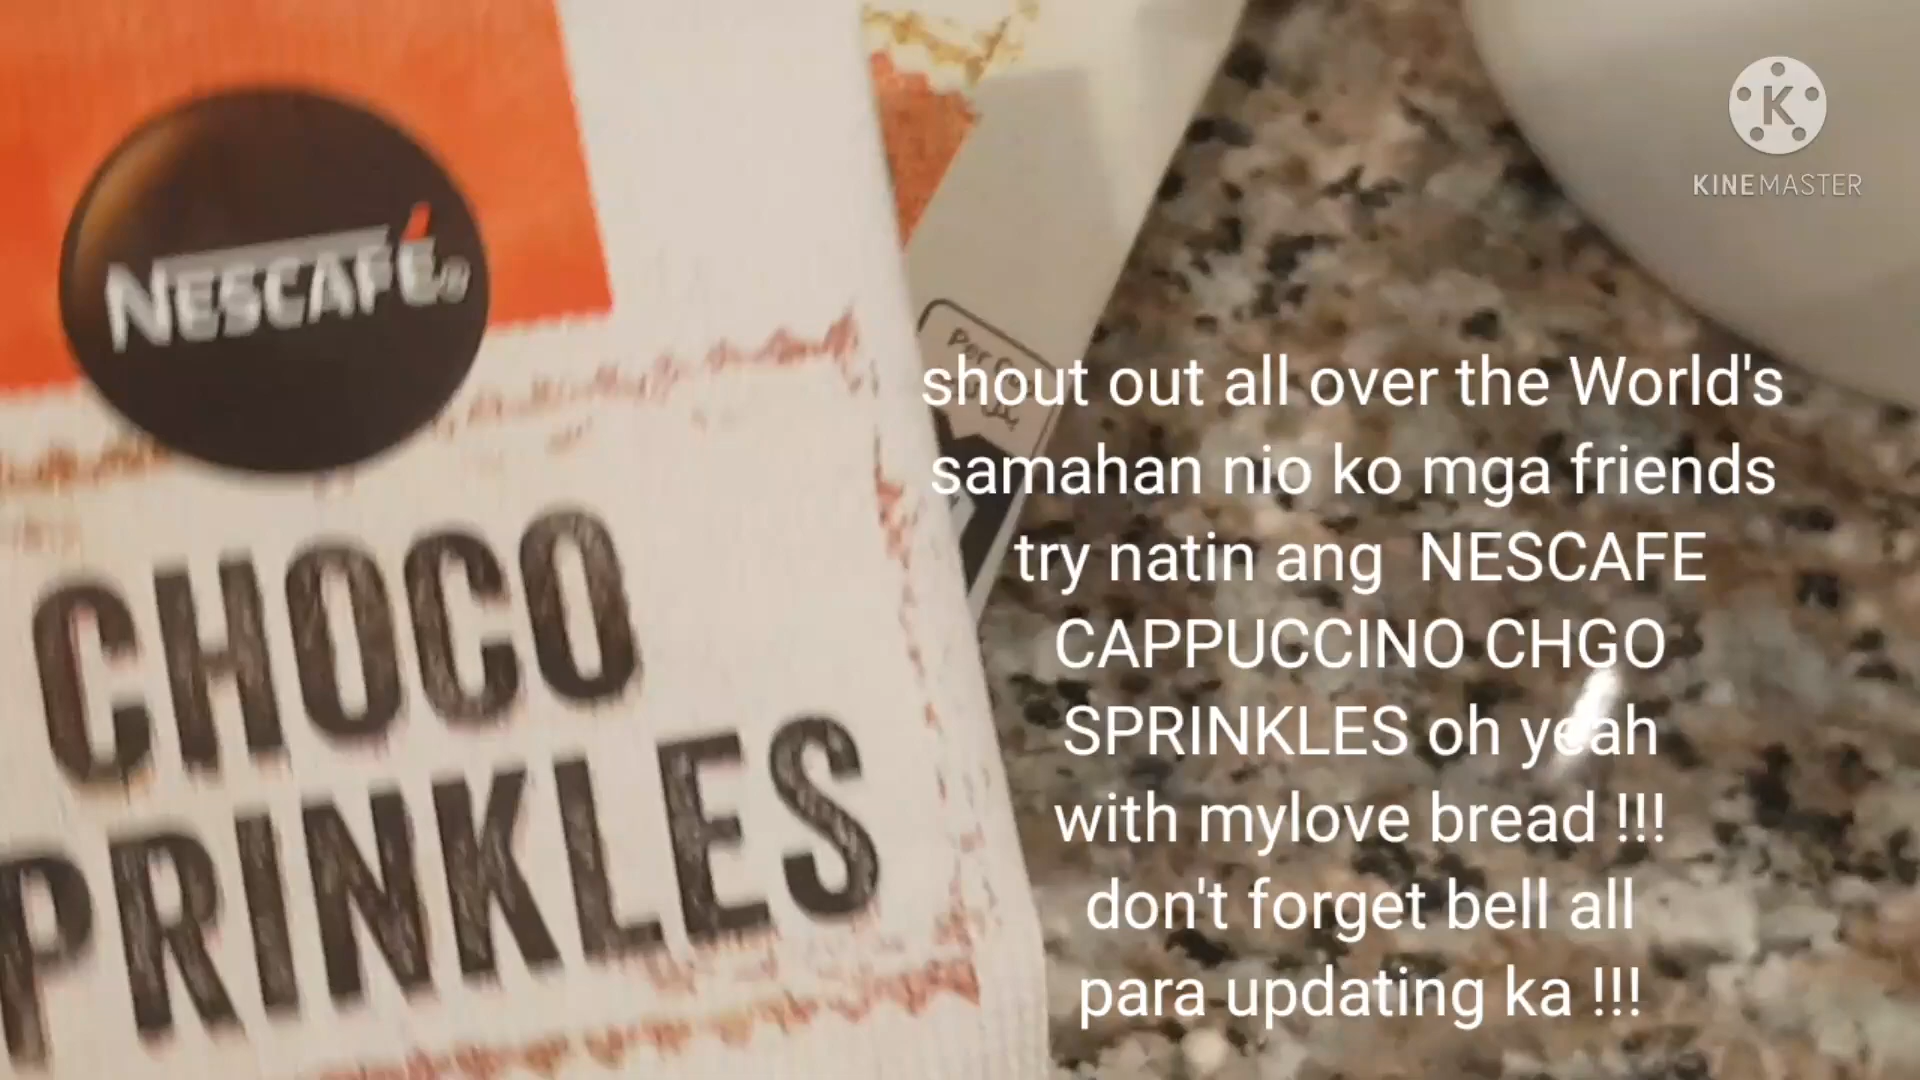 NESCAFÉ
CHOCO
PRINKLES
KINEMASTER
shout out all over the World's
samahan nio ko mga friends
try natin ang NESCAFE
CAPPUCCINO CHGO
SPRINKLES oh yeah
with mylove bread !!!
don't forget bell all
para updating ka !!!